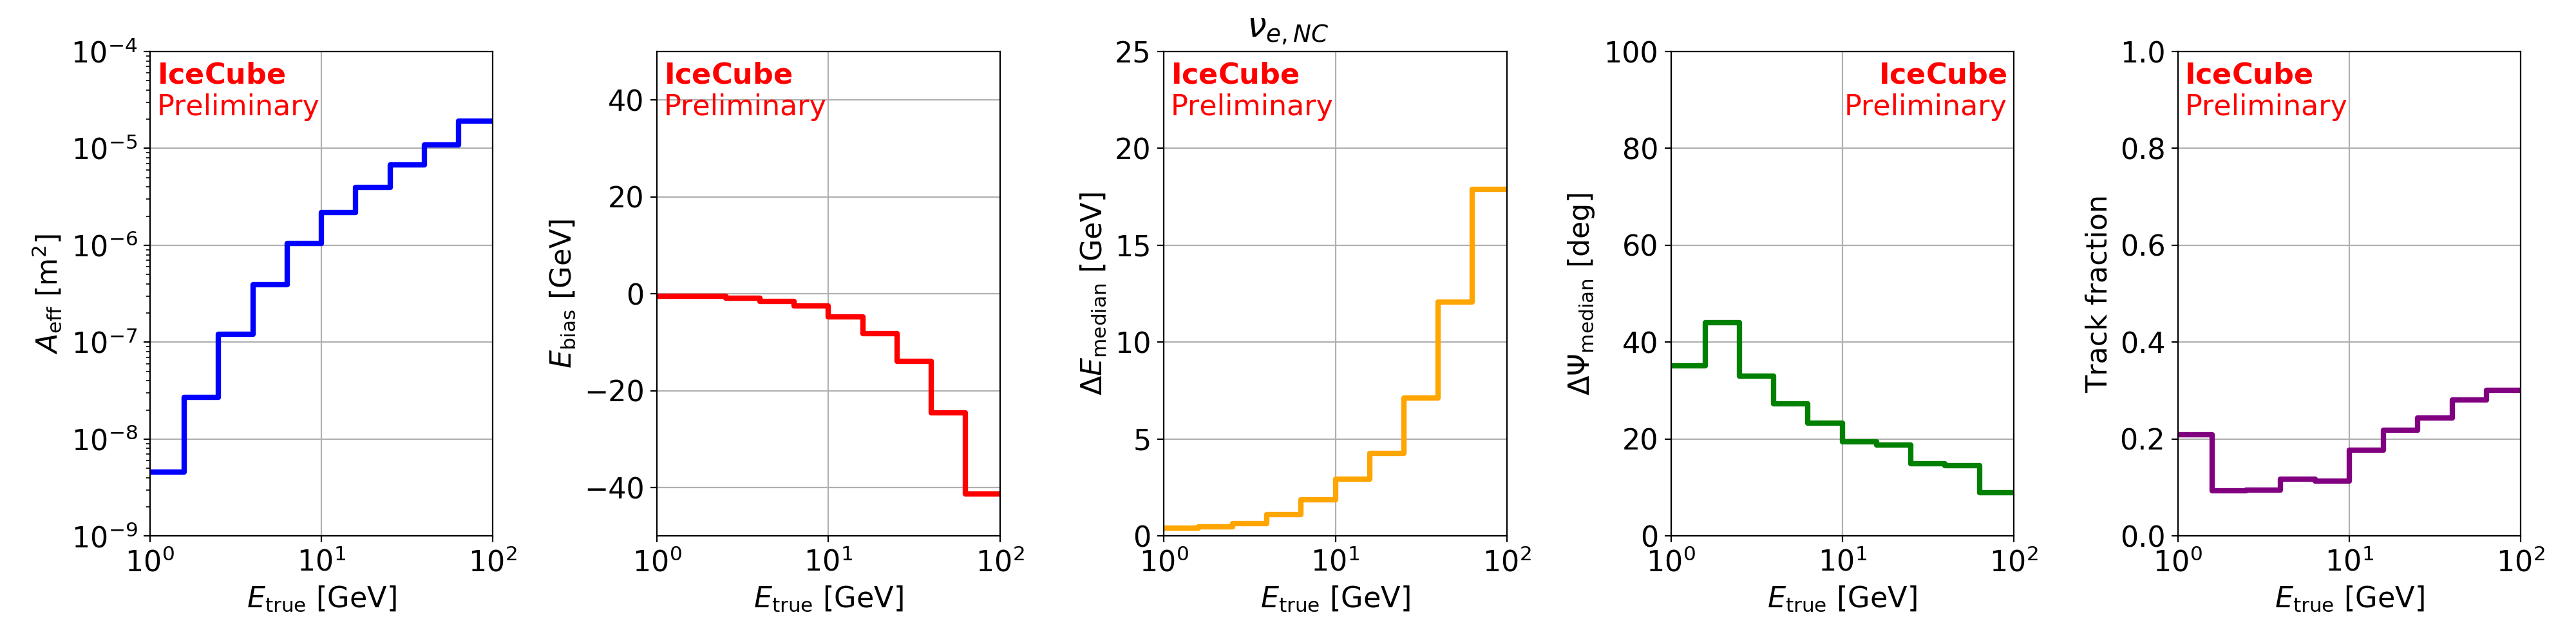 ν_{e, NC}
10^{-4}
10^{-5}
10^{-6}
10^{-7}
10^{-8}
10^{-9}
A_{eff} [m^2]
IceCube
Preliminary
10^0 10^1 10^2
E_{true} [GeV]
40
20
0
−20
−40
E_{bias} [GeV]
IceCube
Preliminary
10^0 10^1 10^2
E_{true} [GeV]
25
20
15
10
5
0
ΔE_{median} [GeV]
IceCube
Preliminary
10^0 10^1 10^2
E_{true} [GeV]
100
80
60
40
20
0
ΔΨ_{median} [deg]
IceCube
Preliminary
10^0 10^1 10^2
E_{true} [GeV]
1.0
0.8
0.6
0.4
0.2
0.0
Track fraction
IceCube
Preliminary
10^0 10^1 10^2
E_{true} [GeV]